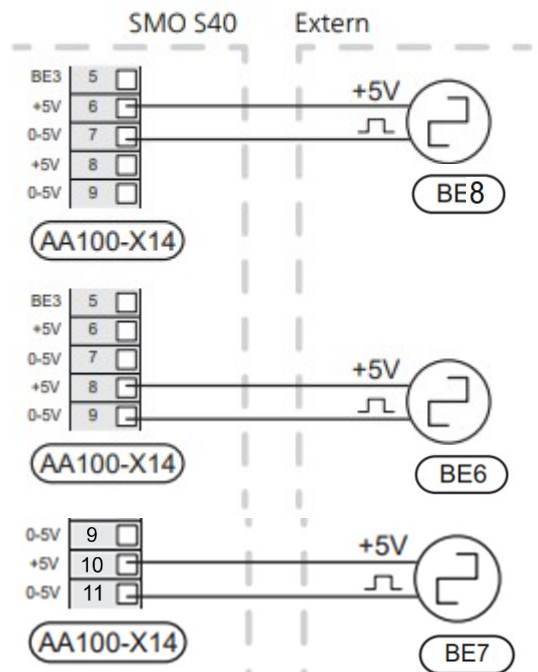 SMO S40 Extern
BE3 5
+5V 6 +5V
0-5V 7
+5V 8
0-5V 9 BE8
AA100-X14
BE3 5
+5V 6
0-5V 7 +5V
+5V 8
0-5V 9
AA100-X14 BE6
0-5V 9
+5V 10 +5V
0-5V 11
AA100-X14 BE7